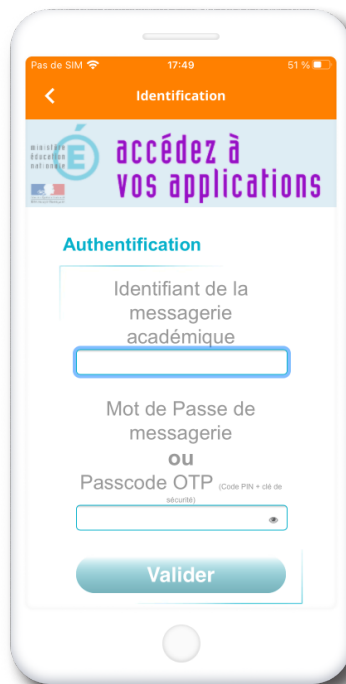 Pas de SIM 17:49 51 %
Identification
ministère
éducation
nationale
accédez à
vos applications
Authentification
Identifiant de la
messagerie
académique
Mot de Passe de
messagerie
ou
Passcode OTP (Code PIN + clé de
sécurité)
Valider